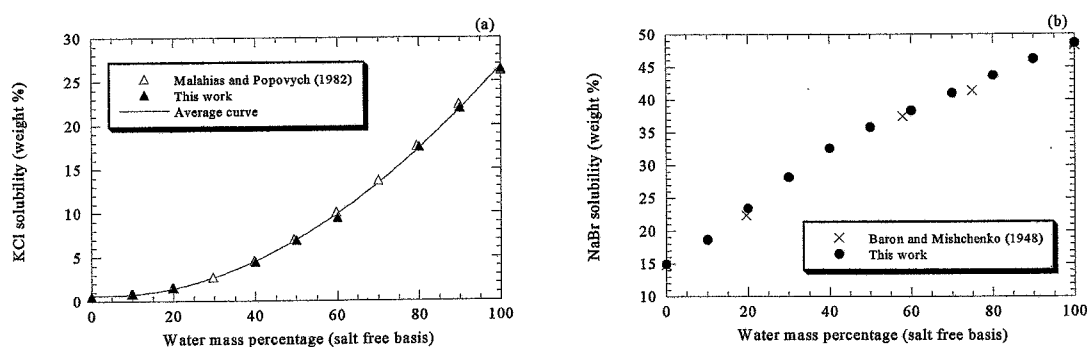 (a)
KCl solubility (weight %)
30
25
20
15
10
5
0
Malahias and Popovych (1982)
This work
Average curve
0 20 40 60 80 100
Water mass percentage (salt free basis)
(b)
NaBr solubility (weight %)
50
45
40
35
30
25
20
15
10
Baron and Mishchenko (1948)
This work
0 20 40 60 80 100
Water mass percentage (salt free basis)